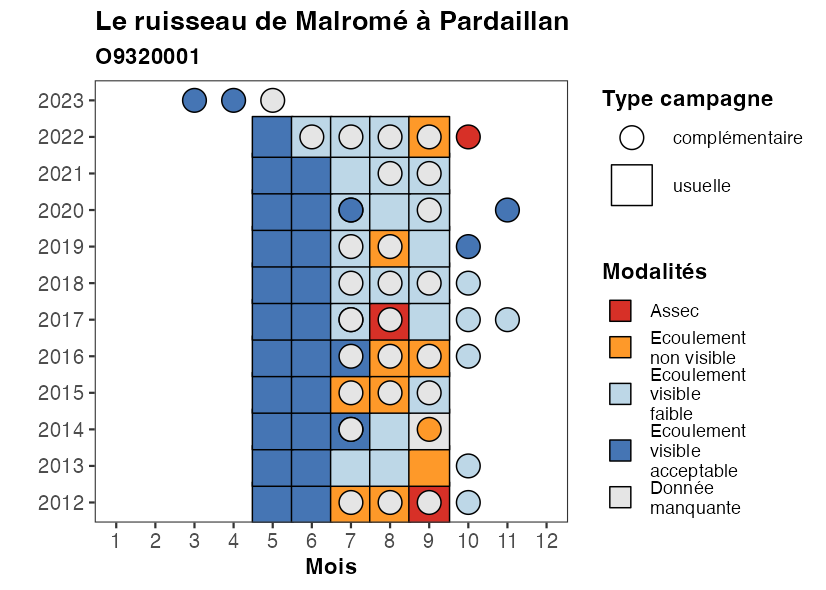 Le ruisseau de Malromé à Pardaillan
O9320001
2023
2022
2021
2020
2019
2018
2017
2016
2015
2014
2013
2012
1 2 3 4 5 6 7 8 9 10 11 12
Mois
Type campagne
complémentaire
usuelle
Modalités
Assec
Ecoulement
non visible
Ecoulement
visible
faible
Ecoulement
visible
acceptable
Donnée
manquante